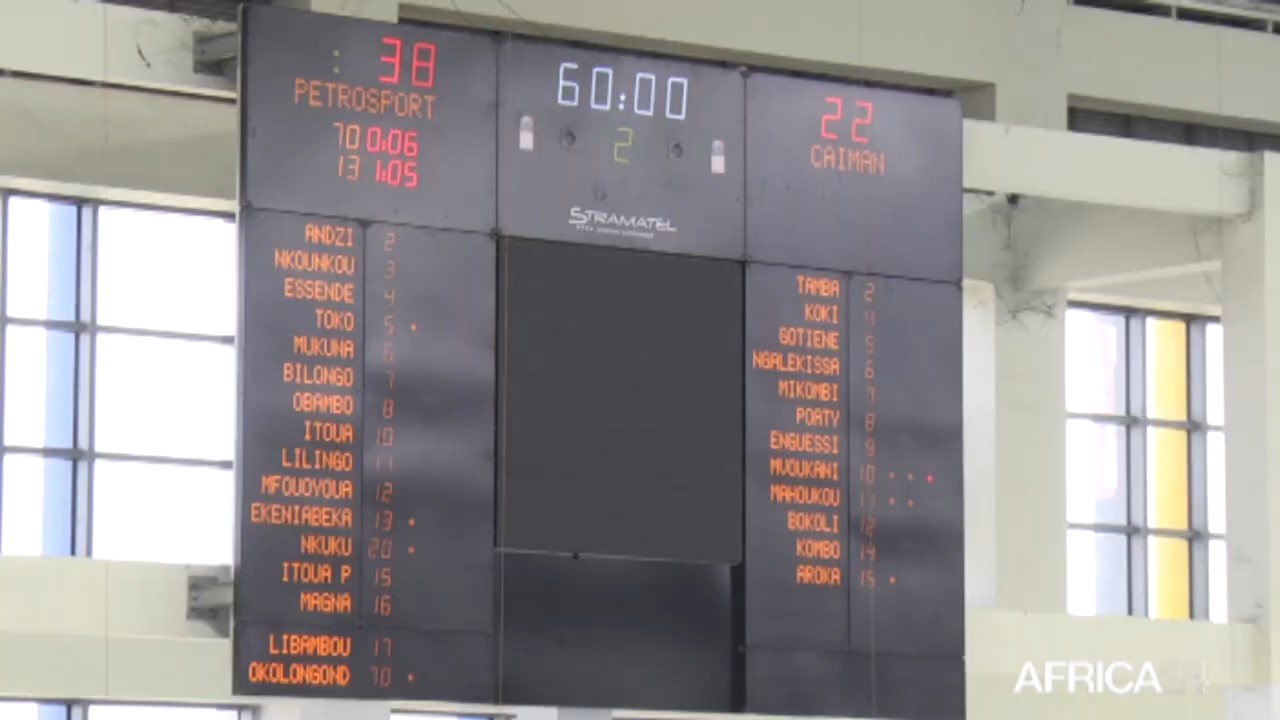 : 38
PETROSPORT
70 0:06
13 1:05
60:00
2
STRAMATEL
22
CAIMAN
ANDZI 2
NKOUNKOU 3
ESSENDE 4
TOKO 5 .
MUKUNA 6
BILONGO 7
OBAMBO 8
ITOUA 10
LILINGO 11
MFOUOYOUA 12
EKENIABEKA 13 .
NKUKU 20 .
ITOUA P 15
MAGNA 16
LIBAMBOU 17
OKOLONGOND 70 .
TAMBA 2
KOKI 4
GOTIENE 5
NGALEKISSA 6
MIKOMBI 7
PORTY 8
ENGUESSI 9
MVOUKANI 10 . . .
MAHOUKOU 11 . .
BOKOLI 12
KOMBO 14
AROKA 15 .
AFRICA24